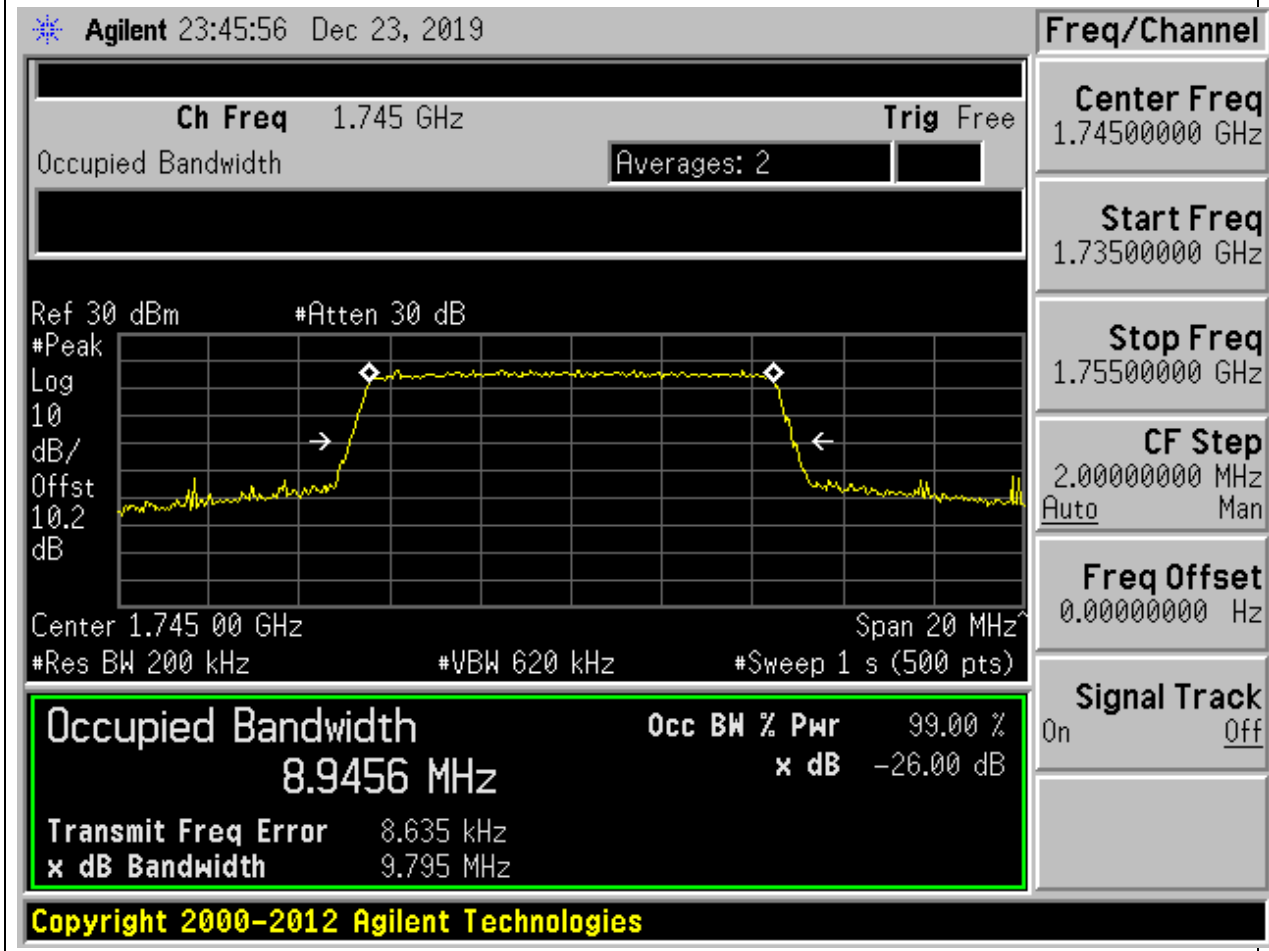 Agilent 23:45:56 Dec 23, 2019
Ch Freq 1.745 GHz Trig Free
Occupied Bandwidth Averages: 2
Ref 30 dBm #Atten 30 dB
#Peak
Log
10
dB/
Offst
10.2
dB
Center 1.745 00 GHz Span 20 MHz^
#Res BW 200 kHz #VBW 620 kHz #Sweep 1 s (500 pts)
Occupied Bandwidth Occ BW % Pwr 99.00 %
8.9456 MHz x dB -26.00 dB
Transmit Freq Error 8.635 kHz
x dB Bandwidth 9.795 MHz
Copyright 2000-2012 Agilent Technologies
Freq/Channel
Center Freq
1.74500000 GHz
Start Freq
1.73500000 GHz
Stop Freq
1.75500000 GHz
CF Step
2.00000000 MHz
Auto Man
Freq Offset
0.00000000 Hz
Signal Track
On Off